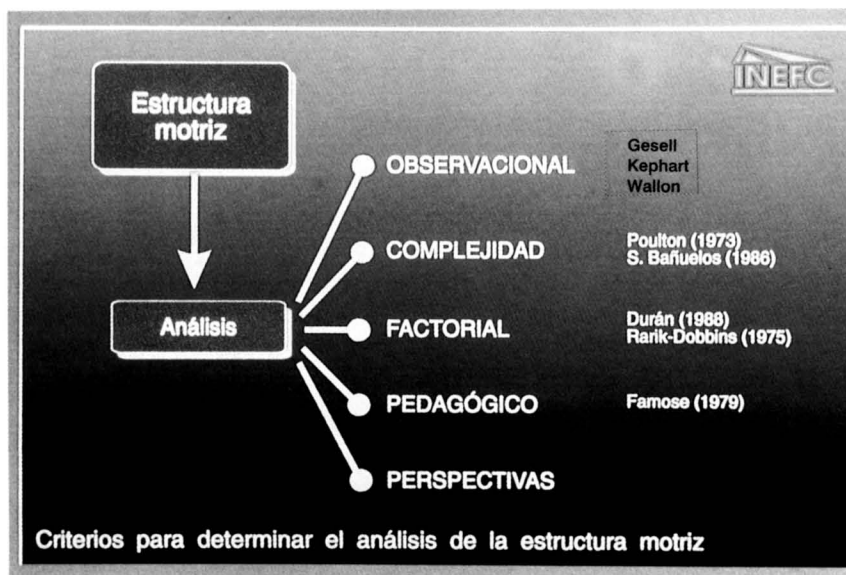 INEFC
Estructura
motriz
Análisis
OBSERVACIONAL
Gesell
Kephart
Wallon
COMPLEJIDAD
Poulton (1973)
S. Bañuelos (1986)
FACTORIAL
Durán (1988)
Rarik-Dobbins (1975)
PEDAGÓGICO
Famose (1979)
PERSPECTIVAS
Criterios para determinar el análisis de la estructura motriz